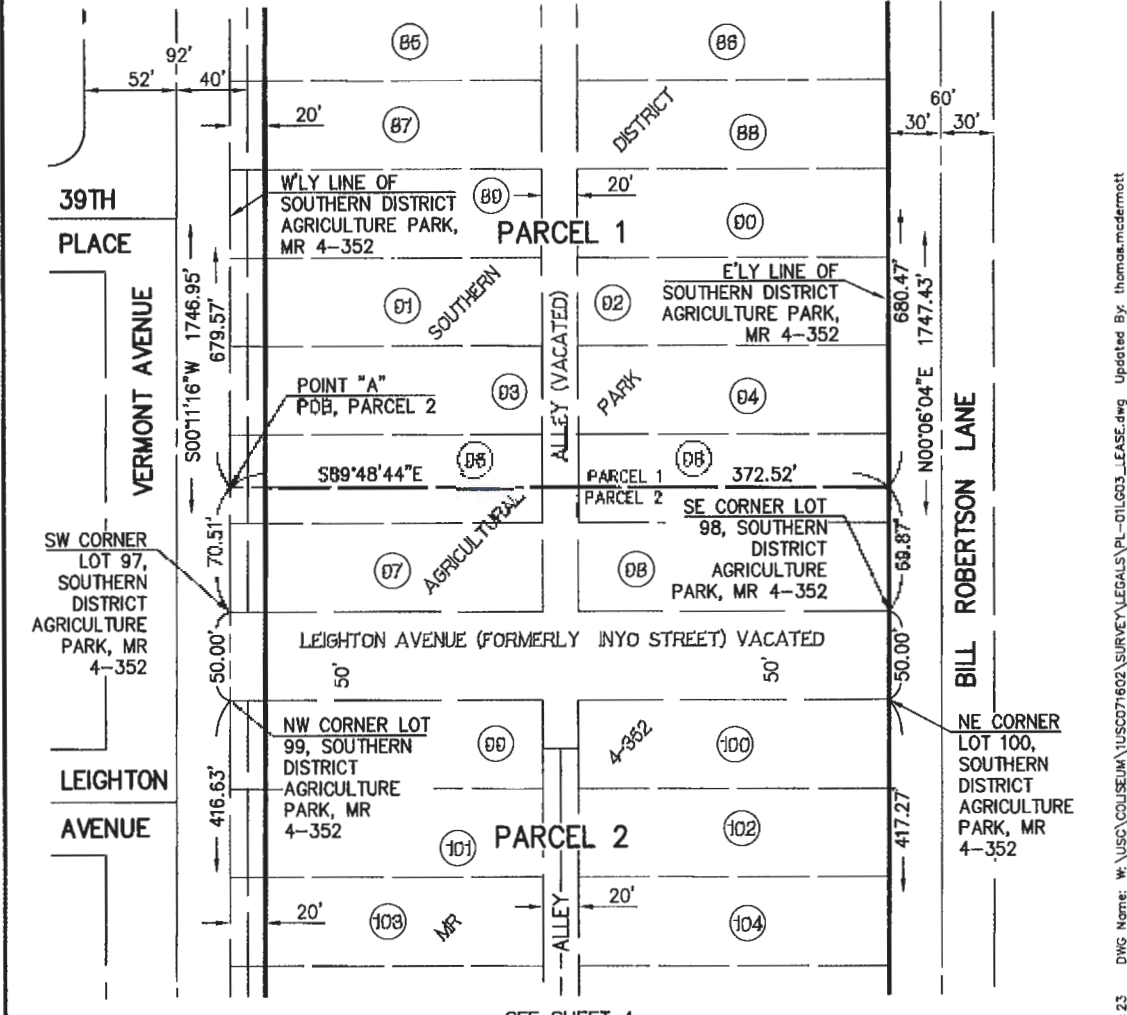 85
86
92'
52'
40'
20'
87
DISTRICT
88
60'
30'
30'
39TH
PLACE
W'LY LINE OF
SOUTHERN DISTRICT
AGRICULTURE PARK,
MR 4-352
89
20'
90
PARCEL 1
VERMONT AVENUE
S00°11'16"W 1746.95'
679.57'
91
SOUTHERN
ALLEY (VACATED)
92
E'LY LINE OF
SOUTHERN DISTRICT
AGRICULTURE PARK,
MR 4-352
680.47'
N00°06'04"E 1747.43'
POINT "A"
POB, PARCEL 2
93
PARK
94
95
96
S89°48'44"E
PARCEL 1
PARCEL 2
372.52'
BILL ROBERTSON LANE
SW CORNER
LOT 97,
SOUTHERN
DISTRICT
AGRICULTURE
PARK, MR
4-352
70.51'
97
AGRICULTURAL
98
SE CORNER LOT
98, SOUTHERN
DISTRICT
AGRICULTURE
PARK, MR 4-352
69.87'
50.00'
LEIGHTON AVENUE (FORMERLY INYO STREET) VACATED
50'
50'
50.00'
NW CORNER LOT
99, SOUTHERN
DISTRICT
AGRICULTURE
PARK, MR
4-352
99
4-352
100
NE CORNER
LOT 100,
SOUTHERN
DISTRICT
AGRICULTURE
PARK, MR
4-352
LEIGHTON
AVENUE
416.63'
101
PARCEL 2
102
417.27'
20'
103
MR
ALLEY
20'
104
23 DWG Name: W:\USC\COLISEUM\1USC071602\SURVEY\LEGALS\PL-01LG03_LEASE.dwg Updated By: thomas.mcdermott